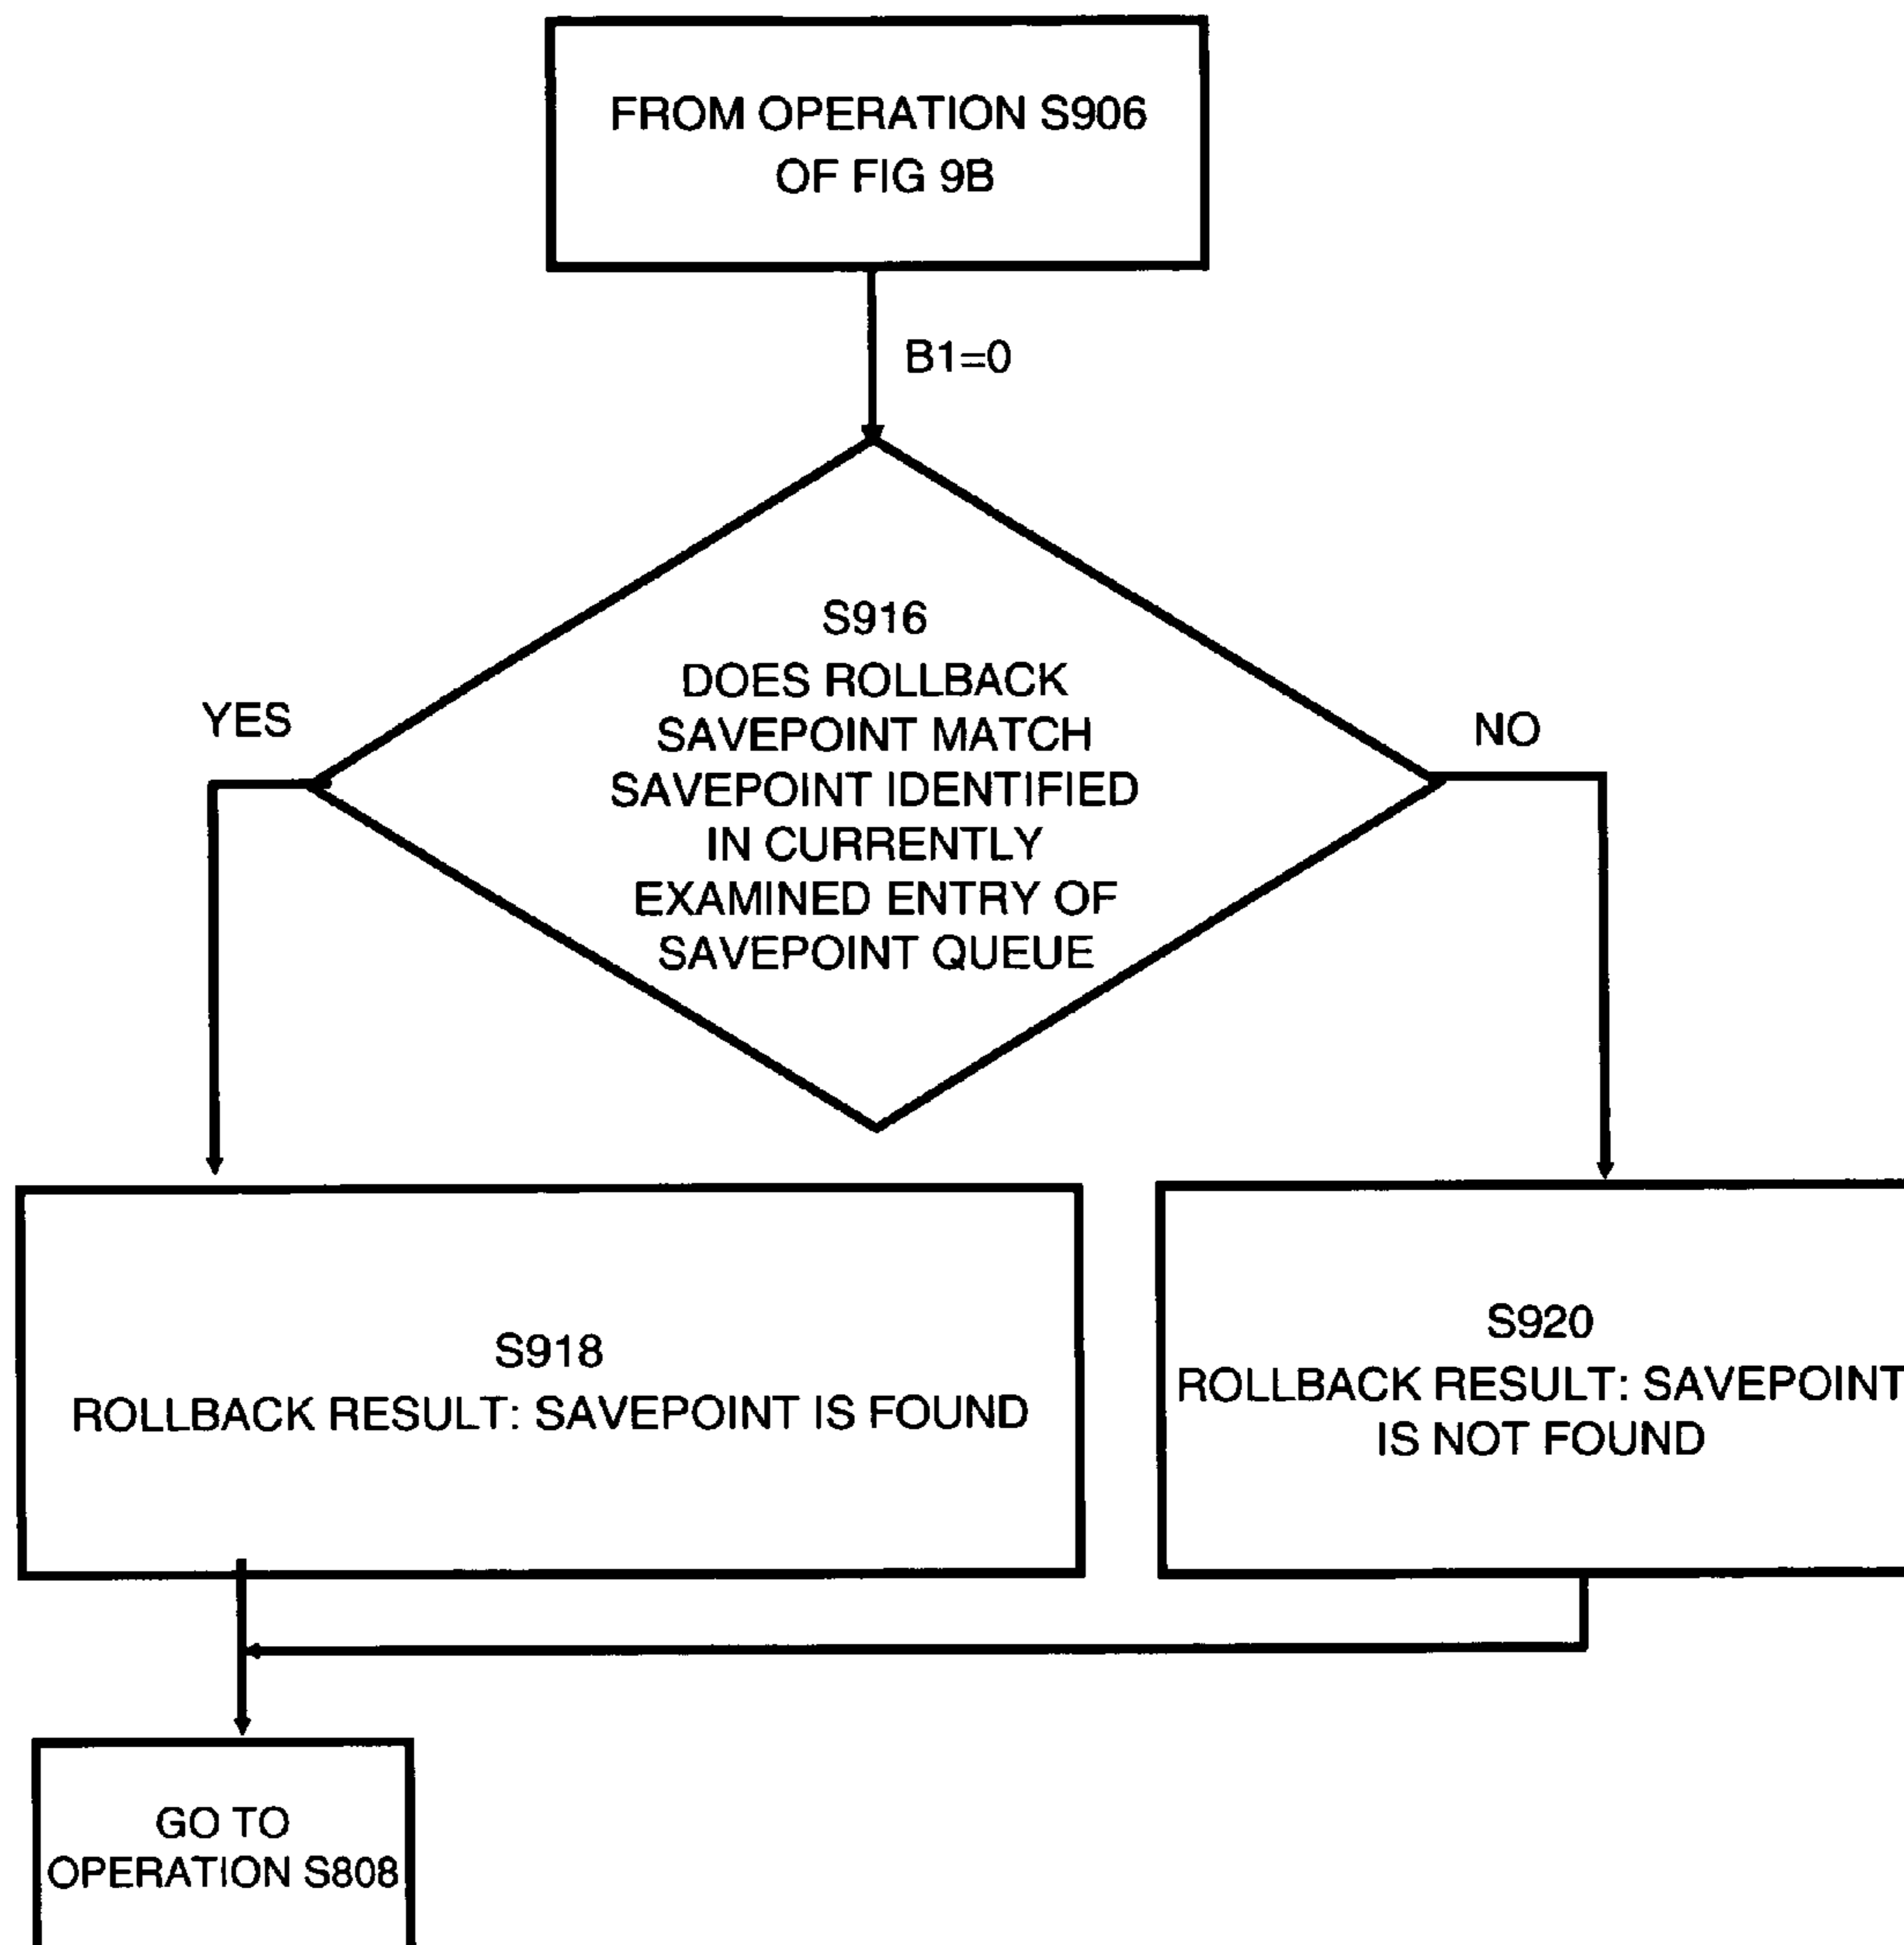 FROM OPERATION S906
OF FIG 9B
B1=0
S916
DOES ROLLBACK
SAVEPOINT MATCH
SAVEPOINT IDENTIFIED
IN CURRENTLY
EXAMINED ENTRY OF
SAVEPOINT QUEUE
YES
NO
S918
ROLLBACK RESULT: SAVEPOINT IS FOUND
S920
ROLLBACK RESULT: SAVEPOINT
IS NOT FOUND
GO TO
OPERATION S808